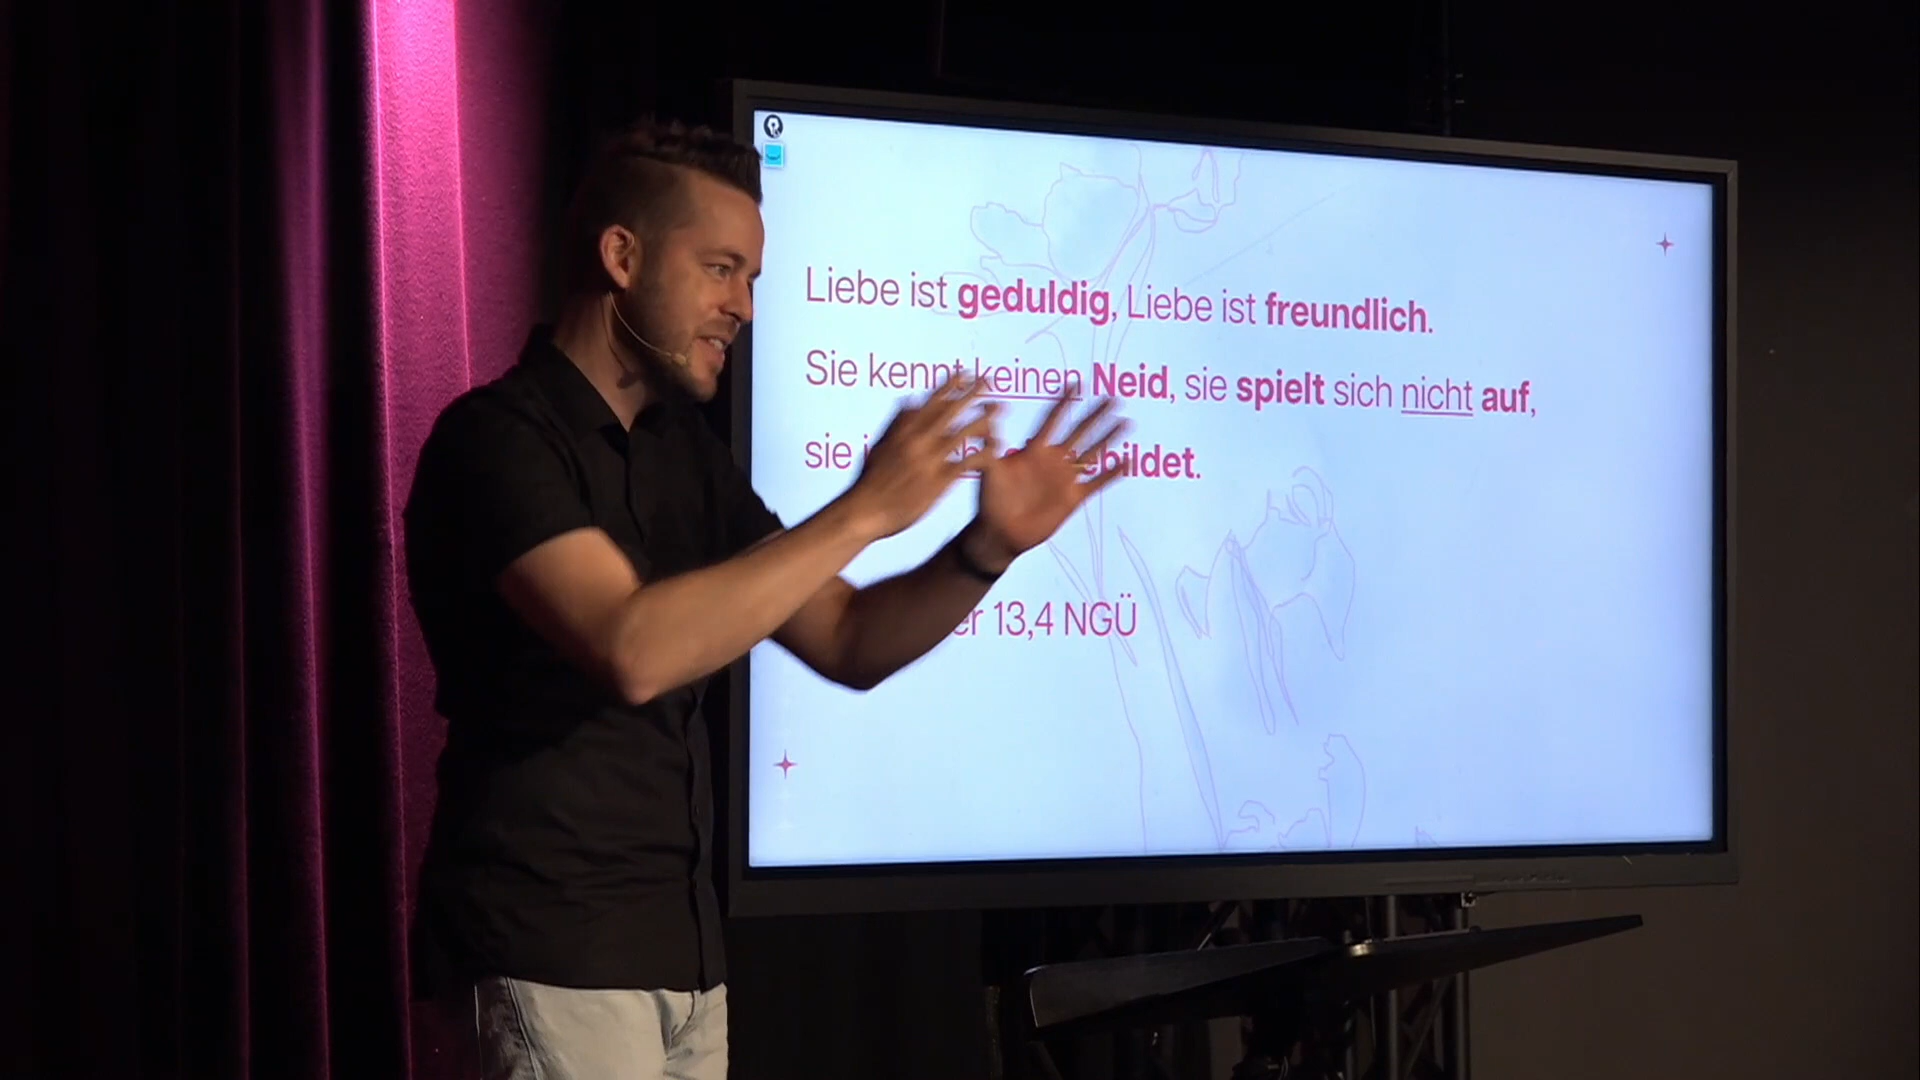 Liebe ist geduldig, Liebe ist freundlich.
Sie kennt keinen Neid, sie spielt sich nicht auf,
sie
13,4 NGÜ